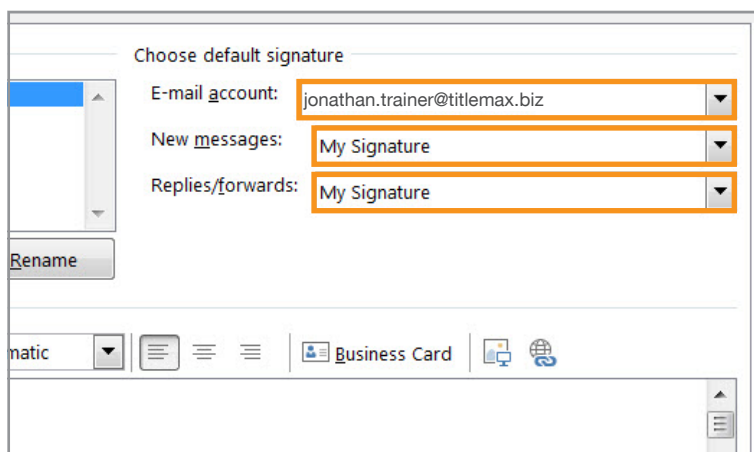 Choose default signature
E-mail account: jonathan.trainer@titlemax.biz
New messages: My Signature
Replies/forwards: My Signature
Rename
matic
Business Card